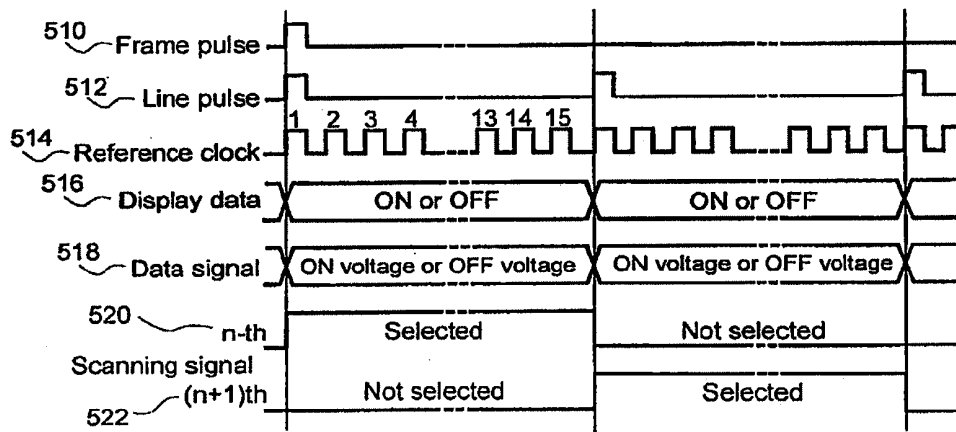 510 Frame pulse
512 Line pulse
1 2 3 4 13 14 15
514 Reference clock
516 Display data ON or OFF ON or OFF
518 Data signal ON voltage or OFF voltage ON voltage or OFF voltage
520 n-th Selected Not selected
Scanning signal
522 (n+1)th Not selected Selected